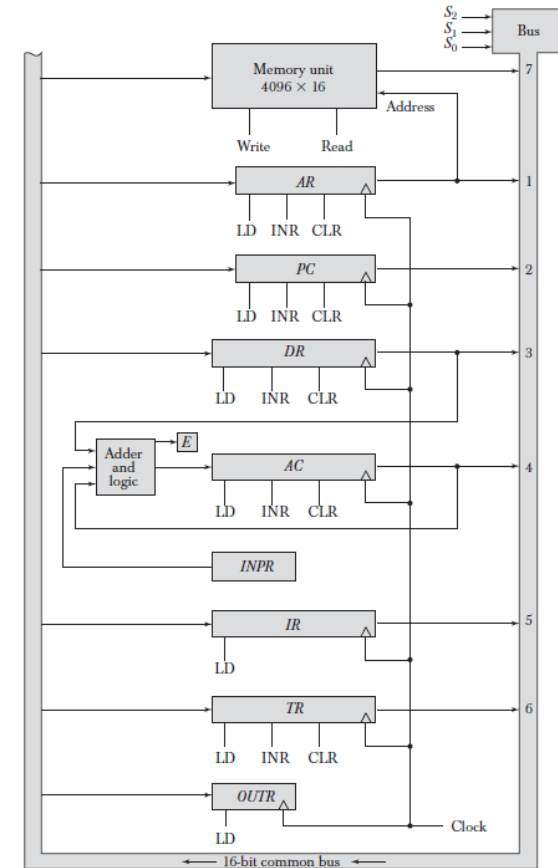 S2
S1
S0
Bus
Memory unit
4096 × 16
7
Address
Write Read
AR
1
LD INR CLR
PC
2
LD INR CLR
DR
3
LD INR CLR
E
Adder
and
logic
AC
4
LD INR CLR
INPR
IR
5
LD
TR
6
LD INR CLR
OUTR
Clock
LD
16-bit common bus